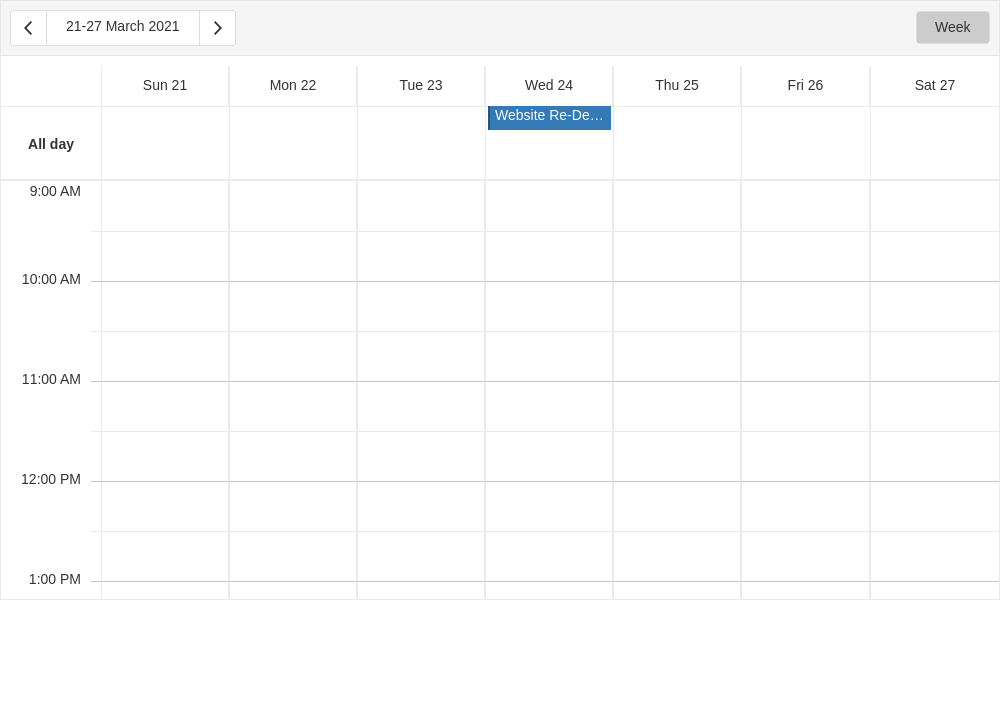 21-27 March 2021
Week
Sun 21 Mon 22 Tue 23 Wed 24 Thu 25 Fri 26 Sat 27
Website Re-De…
All day
9:00 AM
10:00 AM
11:00 AM
12:00 PM
1:00 PM